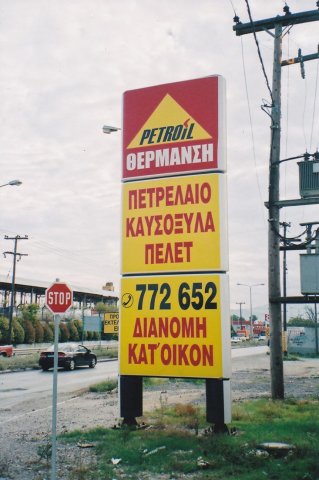 PETROIL
ΘΕΡΜΑΝΣΗ
ΠΕΤΡΕΛΑΙΟ
ΚΑΥΣΟΞΥΛΑ
ΠΕΛΕΤ
772 652
ΔΙΑΝΟΜΗ
ΚΑΤ'ΟΙΚΟΝ
STOP